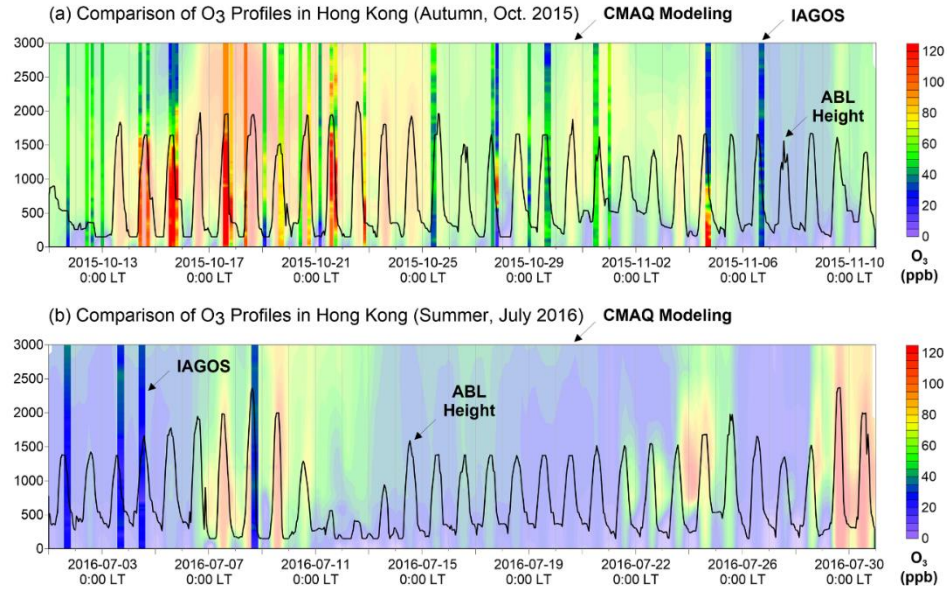 (a) Comparison of O3 Profiles in Hong Kong (Autumn, Oct. 2015)
CMAQ Modeling
IAGOS
3000
2500
2000
1500
1000
500
0
ABL
Height
120
100
80
60
40
20
0
2015-10-13 2015-10-17 2015-10-21 2015-10-25 2015-10-29 2015-11-02 2015-11-06 2015-11-10
0:00 LT 0:00 LT 0:00 LT 0:00 LT 0:00 LT 0:00 LT 0:00 LT 0:00 LT
O3
(ppb)
(b) Comparison of O3 Profiles in Hong Kong (Summer, July 2016)
CMAQ Modeling
3000
2500
2000
1500
1000
500
0
IAGOS
ABL
Height
120
100
80
60
40
20
0
2016-07-03 2016-07-07 2016-07-11 2016-07-15 2016-07-19 2016-07-22 2016-07-26 2016-07-30
0:00 LT 0:00 LT 0:00 LT 0:00 LT 0:00 LT 0:00 LT 0:00 LT 0:00 LT
O3
(ppb)